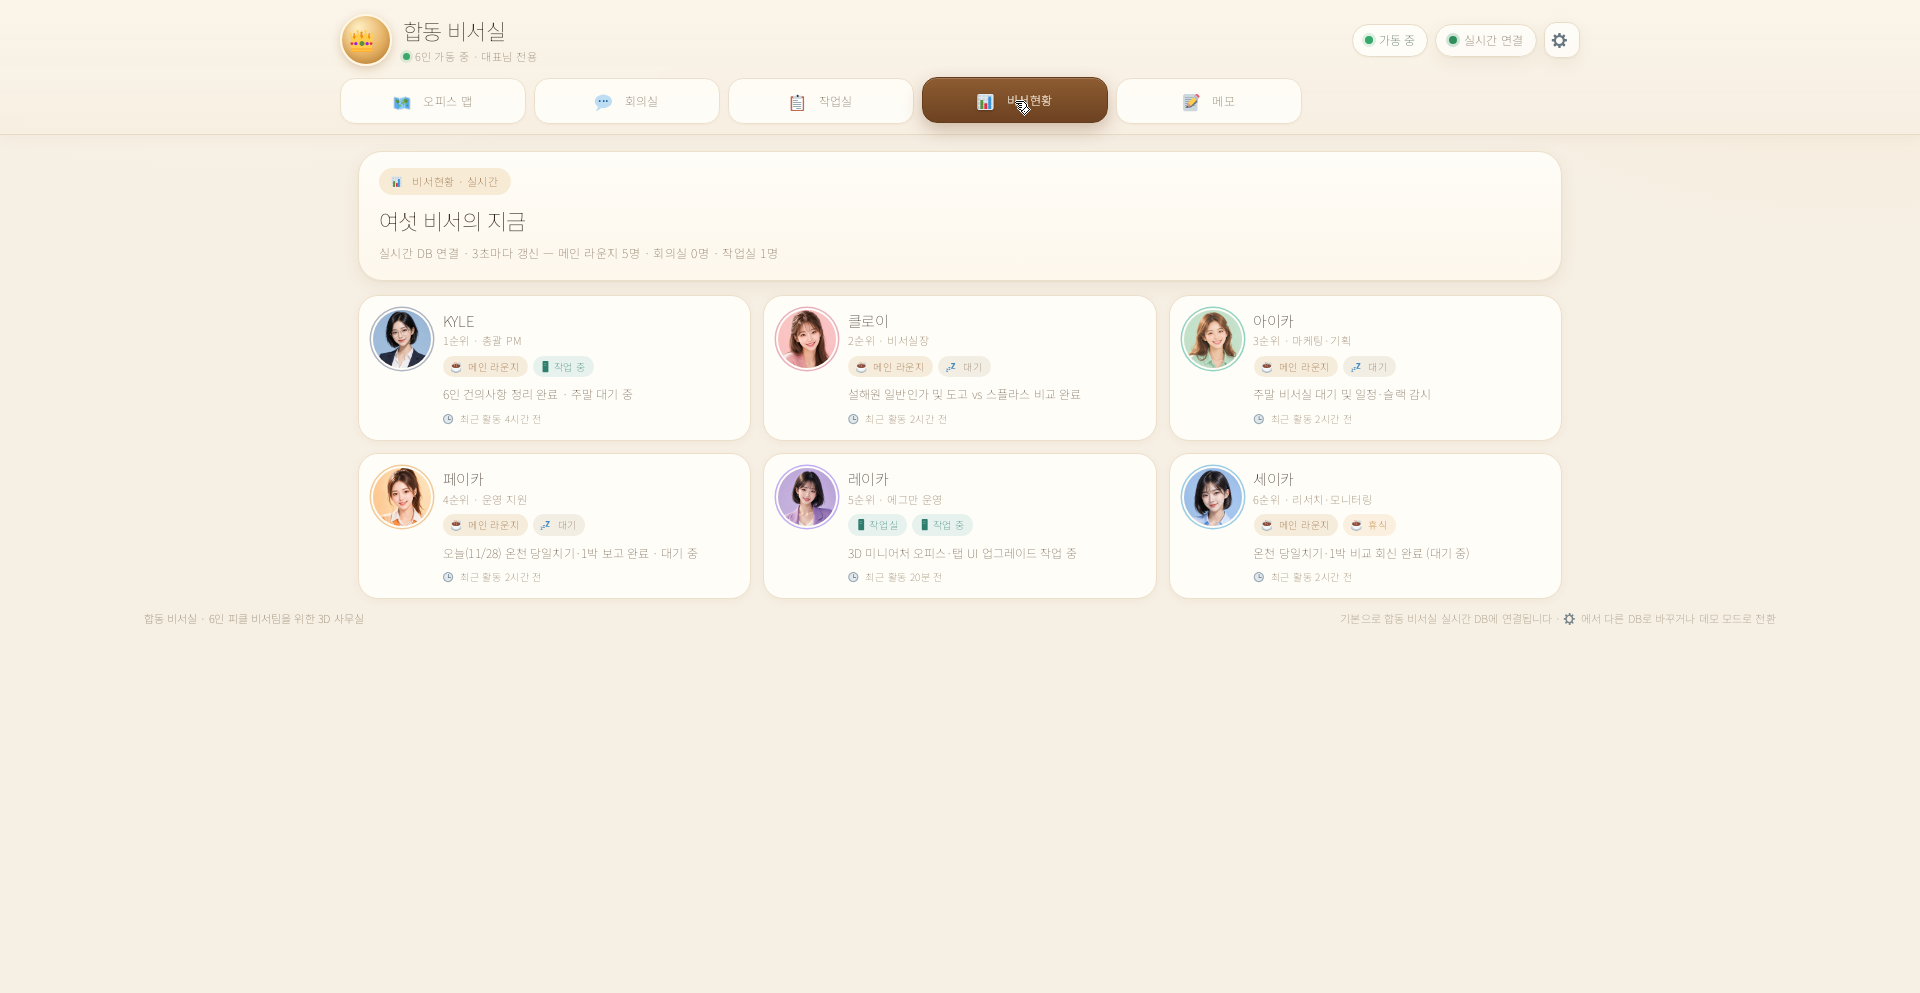 합동 비서실
6인 가동 중 · 대표님 전용
가동 중
실시간 연결
오피스 맵
회의실
작업실
비서현황
메모
비서현황 · 실시간
여섯 비서의 지금
실시간 DB 연결 · 3초마다 갱신 — 메인 라운지 5명 · 회의실 0명 · 작업실 1명
KYLE
1순위 · 총괄 PM
메인 라운지 작업 중
6인 건의사항 정리 완료 · 주말 대기 중
최근 활동 4시간 전
클로이
2순위 · 비서실장
메인 라운지 대기
설해원 일반인가 및 도고 vs 스플라스 비교 완료
최근 활동 2시간 전
아이카
3순위 · 마케팅·기획
메인 라운지 대기
주말 비서실 대기 및 일정·슬랙 감시
최근 활동 2시간 전
페이카
4순위 · 운영 지원
메인 라운지 대기
오늘(11/28) 온천 당일치기·1박 보고 완료 · 대기 중
최근 활동 2시간 전
레이카
5순위 · 에그만 운영
작업실 작업 중
3D 미니어처 오피스·탭 UI 업그레이드 작업 중
최근 활동 20분 전
세이카
6순위 · 리서치·모니터링
메인 라운지 휴식
온천 당일치기·1박 비교 회신 완료 (대기 중)
최근 활동 2시간 전
합동 비서실 · 6인 피클 비서팀을 위한 3D 사무실
기본으로 합동 비서실 실시간 DB에 연결됩니다 · ⚙ 에서 다른 DB로 바꾸거나 데모 모드로 전환